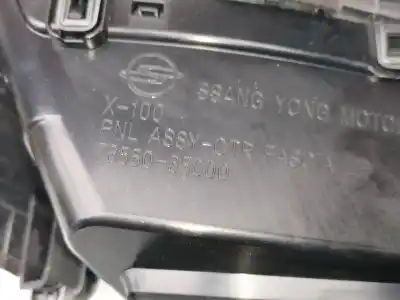 SSANG YONG MOTOR
X-100
PNL ASSY-CTR FASCIA